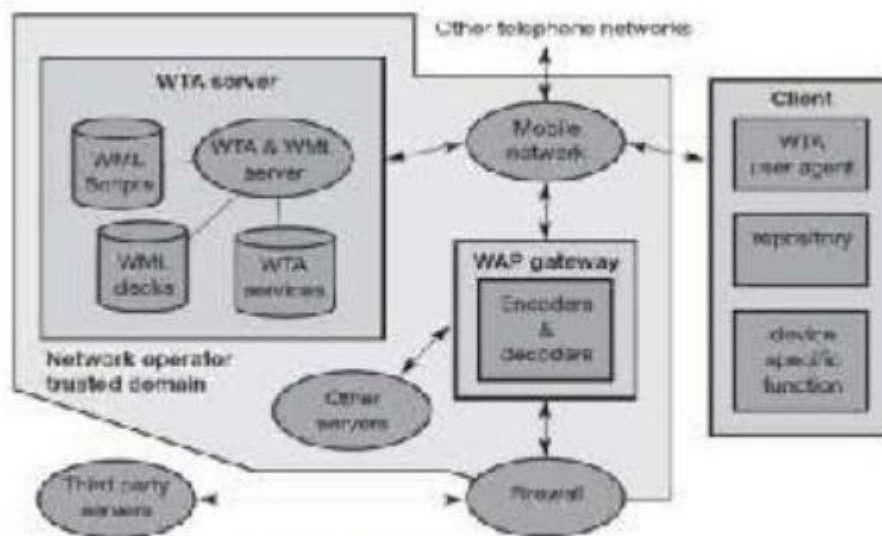 Other telephone networks
WTA server
WML
Scripts
WTA & WML
server
WML
decks
WTA
services
Network operator
trusted domain
Mobile
network
WAP gateway
Encoders
&
decoders
Other
servers
Third party
servers
Firewall
Client
WTA
user agent
repository
device
specific
function